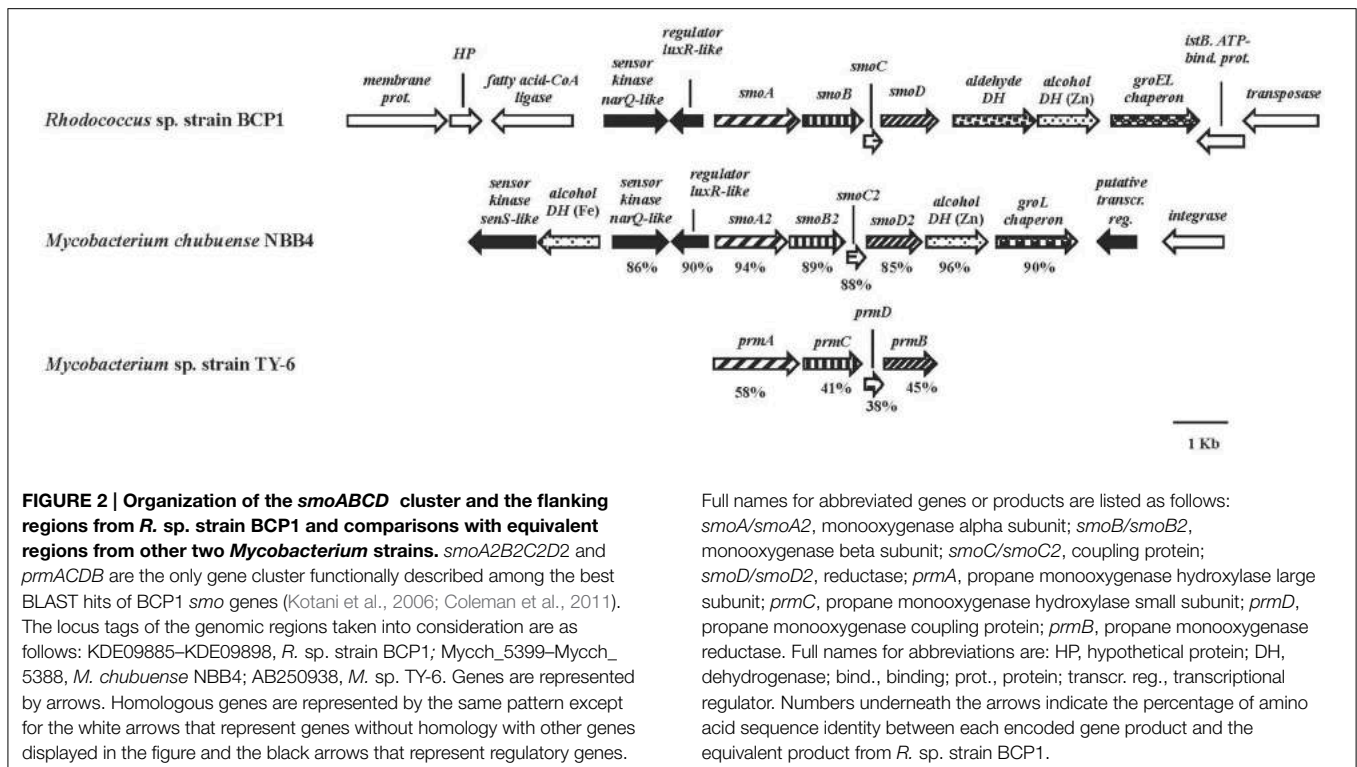 regulator
luxR-like
istB. ATP-
bind. prot.
HP
sensor
kinase
narQ-like
smoC
membrane
prot.
fatty acid-CoA
ligase
smoA
smoB
smoD
aldehyde
DH
alcohol
DH (Zn)
groEL
chaperon
transposase
Rhodococcus sp. strain BCP1
sensor
kinase
senS-like
alcohol
DH (Fe)
sensor
kinase
narQ-like
regulator
luxR-like
smoA2
smoB2
smoC2
smoD2
alcohol
DH (Zn)
groL
chaperon
putative
transcr.
reg.
integrase
Mycobacterium chubuense NBB4
86%
90%
94%
89%
88%
85%
96%
90%
prmD
prmA
prmC
prmB
Mycobacterium sp. strain TY-6
58%
41%
38%
45%
1 Kb
FIGURE 2 | Organization of the smoABCD cluster and the flanking
regions from R. sp. strain BCP1 and comparisons with equivalent
regions from other two Mycobacterium strains. smoA2B2C2D2 and
prmACDB are the only gene cluster functionally described among the best
BLAST hits of BCP1 smo genes (Kotani et al., 2006; Coleman et al., 2011).
The locus tags of the genomic regions taken into consideration are as
follows: KDE09885–KDE09898, R. sp. strain BCP1; Mycch_5399–Mycch_
5388, M. chubuense NBB4; AB250938, M. sp. TY-6. Genes are represented
by arrows. Homologous genes are represented by the same pattern except
for the white arrows that represent genes without homology with other genes
displayed in the figure and the black arrows that represent regulatory genes.
Full names for abbreviated genes or products are listed as follows:
smoA/smoA2, monooxygenase alpha subunit; smoB/smoB2,
monooxygenase beta subunit; smoC/smoC2, coupling protein;
smoD/smoD2, reductase; prmA, propane monooxygenase hydroxylase large
subunit; prmC, propane monooxygenase hydroxylase small subunit; prmD,
propane monooxygenase coupling protein; prmB, propane monooxygenase
reductase. Full names for abbreviations are: HP, hypothetical protein; DH,
dehydrogenase; bind., binding; prot., protein; transcr. reg., transcriptional
regulator. Numbers underneath the arrows indicate the percentage of amino
acid sequence identity between each encoded gene product and the
equivalent product from R. sp. strain BCP1.